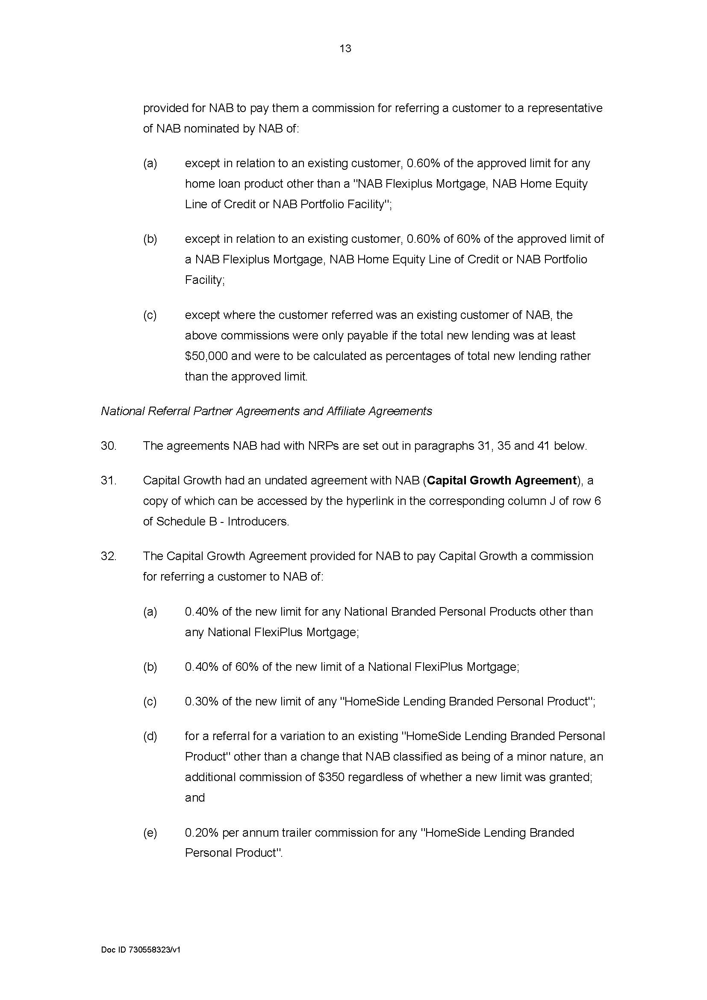 13
provided for NAB to pay them a commission for referring a customer to a representative
of NAB nominated by NAB of:
(a) except in relation to an existing customer, 0.60% of the approved limit for any
home loan product other than a "NAB Flexiplus Mortgage, NAB Home Equity
Line of Credit or NAB Portfolio Facility";
(b) except in relation to an existing customer, 0.60% of 60% of the approved limit of
a NAB Flexiplus Mortgage, NAB Home Equity Line of Credit or NAB Portfolio
Facility;
(c) except where the customer referred was an existing customer of NAB, the
above commissions were only payable if the total new lending was at least
$50,000 and were to be calculated as percentages of total new lending rather
than the approved limit.
National Referral Partner Agreements and Affiliate Agreements
30. The agreements NAB had with NRPs are set out in paragraphs 31, 35 and 41 below.
31. Capital Growth had an undated agreement with NAB (Capital Growth Agreement), a
copy of which can be accessed by the hyperlink in the corresponding column J of row 6
of Schedule B - Introducers.
32. The Capital Growth Agreement provided for NAB to pay Capital Growth a commission
for referring a customer to NAB of:
(a) 0.40% of the new limit for any National Branded Personal Products other than
any National FlexiPlus Mortgage;
(b) 0.40% of 60% of the new limit of a National FlexiPlus Mortgage;
(c) 0.30% of the new limit of any "HomeSide Lending Branded Personal Product";
(d) for a referral for a variation to an existing "HomeSide Lending Branded Personal
Product" other than a change that NAB classified as being of a minor nature, an
additional commission of $350 regardless of whether a new limit was granted;
and
(e) 0.20% per annum trailer commission for any "HomeSide Lending Branded
Personal Product".
Doc ID 730558323/v1